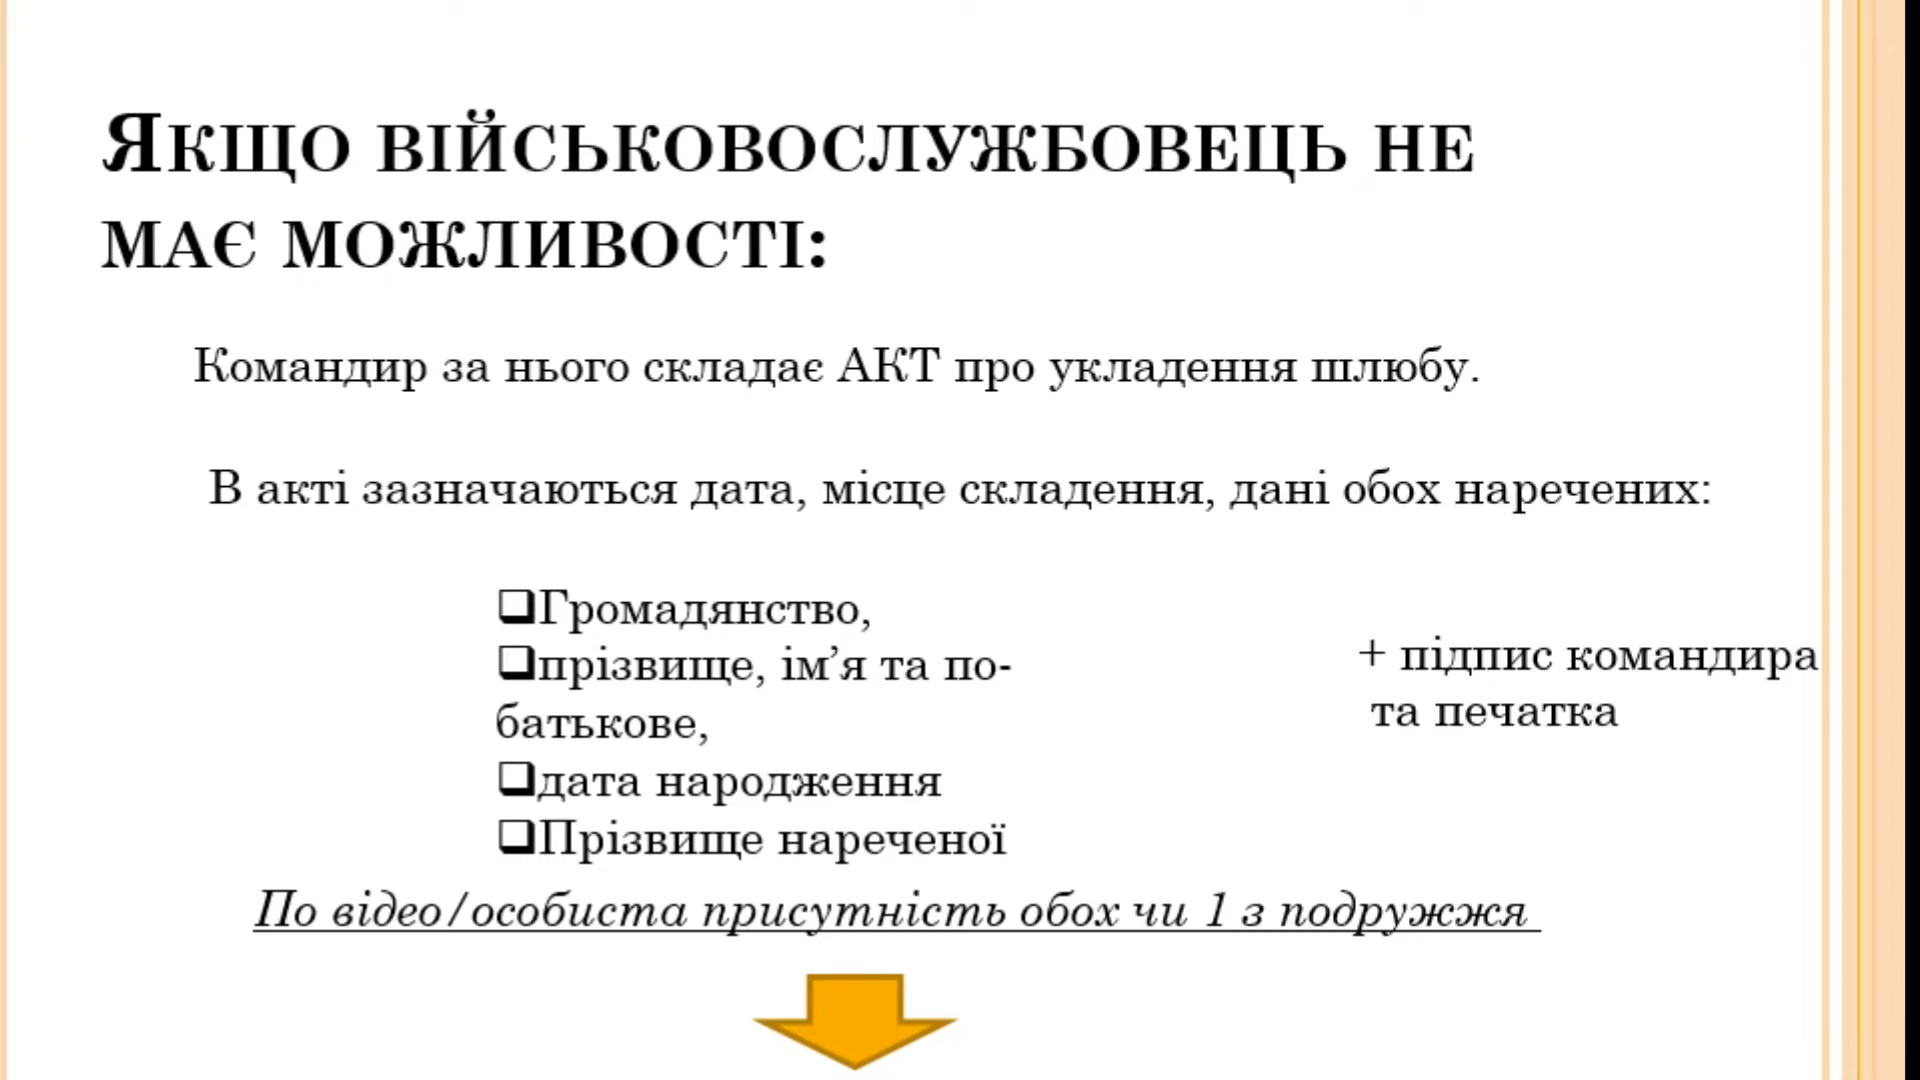 Якщо військовослужбовець не
має можливості:
Командир за нього складає АКТ про укладення шлюбу.
В акті зазначаються дата, місце складення, дані обох наречених:
❑Громадянство,
❑прізвище, ім’я та по-
батькове,
❑дата народження
❑Прізвище нареченої
+ підпис командира
та печатка
По відео/особиста присутність обох чи 1 з подружжя